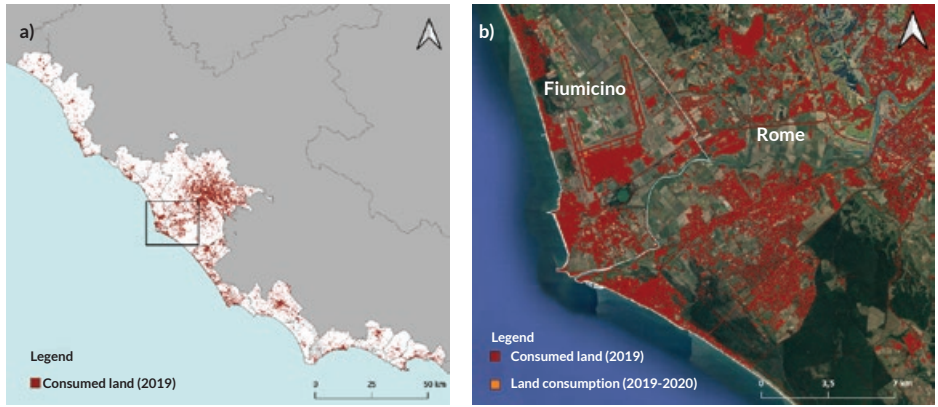 a)
Legend
Consumed land (2019)
0 25 50 km
b)
Fiumicino
Rome
Legend
Consumed land (2019)
Land consumption (2019-2020)
0 3,5 7 km